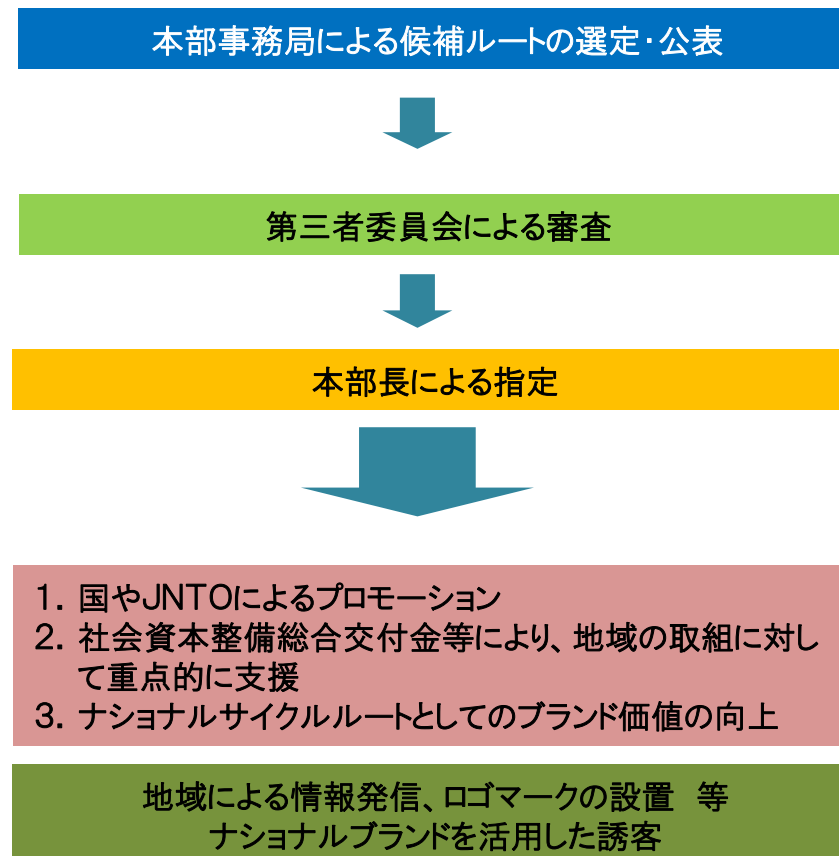 本部事務局による候補ルートの選定・公表
第三者委員会による審査
本部長による指定
1. 国やJNTOによるプロモーション
2. 社会資本整備総合交付金等により、地域の取組に対し
て重点的に支援
3. ナショナルサイクルルートとしてのブランド価値の向上
地域による情報発信、ロゴマークの設置　等
ナショナルブランドを活用した誘客